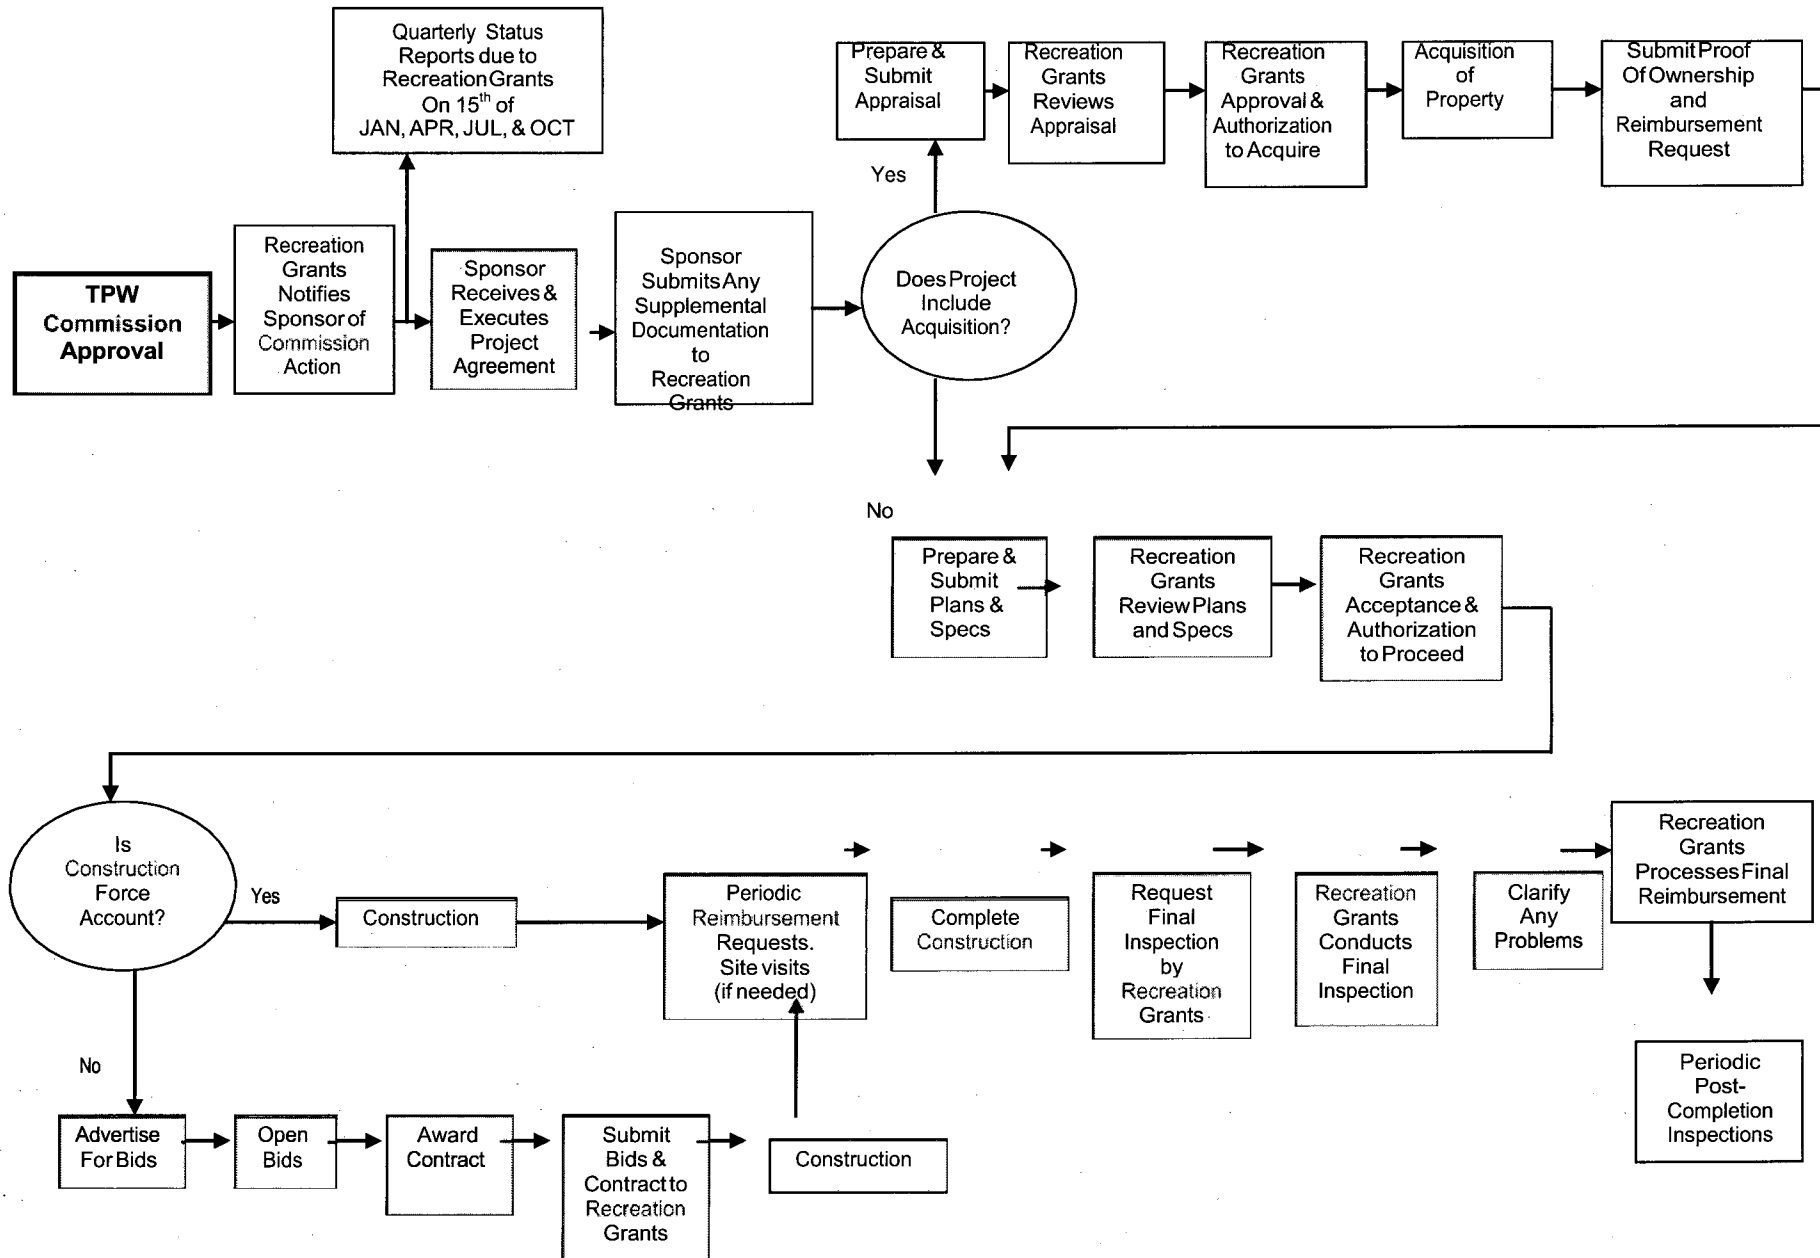 Quarterly Status
Reports due to
Recreation Grants
On 15th of
JAN, APR, JUL, & OCT
Prepare &
Submit
Appraisal
Recreation
Grants
Reviews
Appraisal
Recreation
Grants
Approval &
Authorization
to Acquire
Acquisition
of
Property
Submit Proof
Of Ownership
and
Reimbursement
Request
Yes
TPW
Commission
Approval
Recreation
Grants
Notifies
Sponsor of
Commission
Action
Sponsor
Receives &
Executes
Project
Agreement
Sponsor
Submits Any
Supplemental
Documentation
to
Recreation
Grants
Does Project
Include
Acquisition?
No
Prepare &
Submit
Plans &
Specs
Recreation
Grants
Review Plans
and Specs
Recreation
Grants
Acceptance &
Authorization
to Proceed
Is
Construction
Force
Account?
Yes
Construction
Periodic
Reimbursement
Requests.
Site visits
(if needed)
Complete
Construction
Request
Final
Inspection
by
Recreation
Grants
Recreation
Grants
Conducts
Final
Inspection
Clarify
Any
Problems
Recreation
Grants
Processes Final
Reimbursement
No
Periodic
Post-
Completion
Inspections
Advertise
For Bids
Open
Bids
Award
Contract
Submit
Bids &
Contract to
Recreation
Grants
Construction